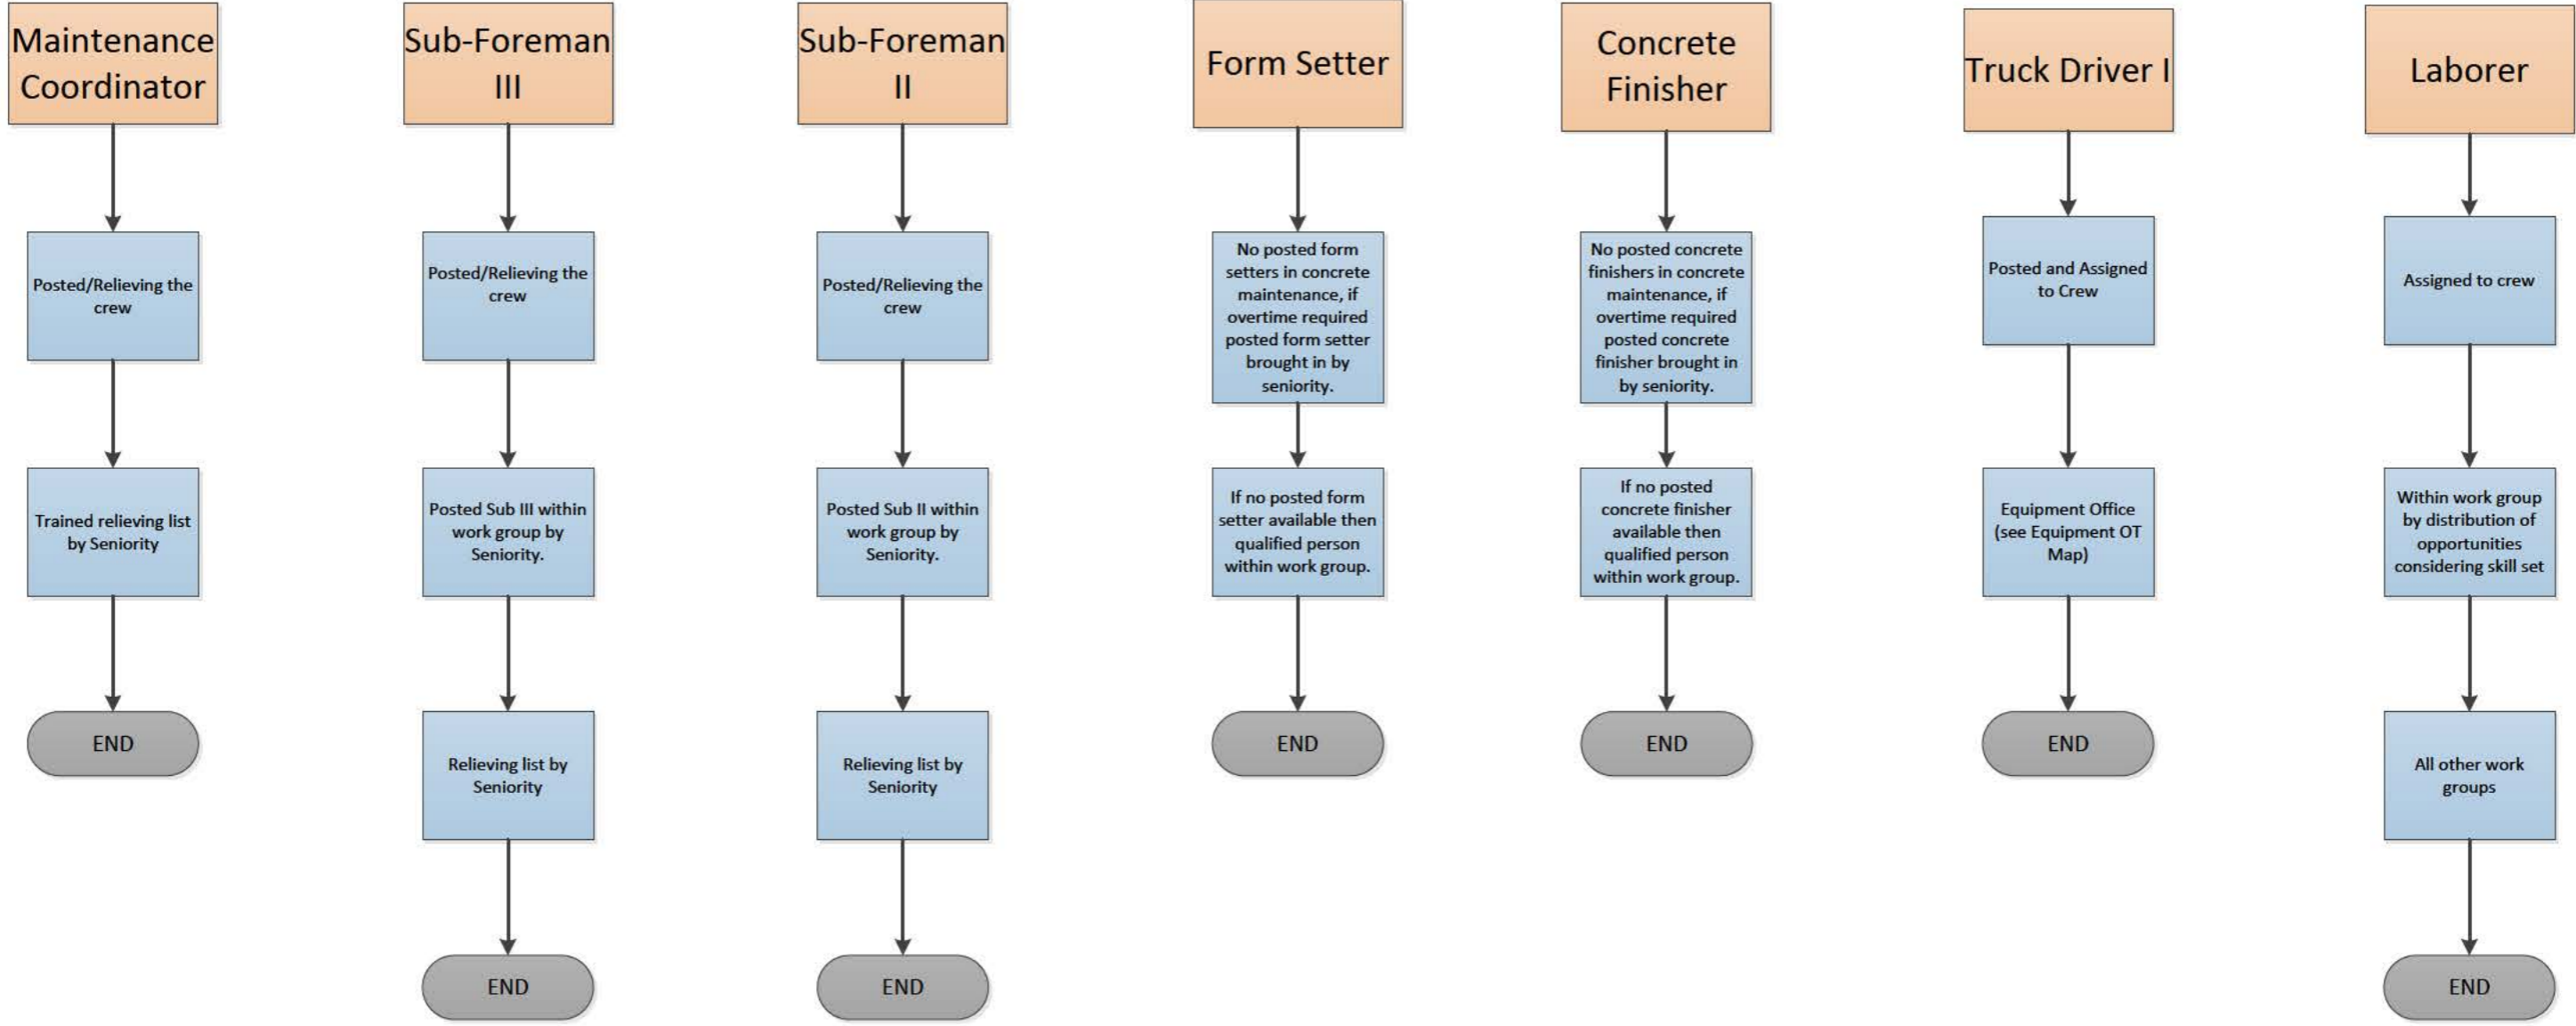 Maintenance
Coordinator
Posted/Relieving the
crew
Trained relieving list
by Seniority
END
Sub-Foreman
III
Posted/Relieving the
crew
Posted Sub III within
work group by
Seniority.
Relieving list by
Seniority
END
Sub-Foreman
II
Posted/Relieving the
crew
Posted Sub II within
work group by
Seniority.
Relieving list by
Seniority
END
Form Setter
No posted form
setters in concrete
maintenance, if
overtime required
posted form setter
brought in by
seniority.
If no posted form
setter available then
qualified person
within work group.
END
Concrete
Finisher
No posted concrete
finishers in concrete
maintenance, if
overtime required
posted concrete
finisher brought in
by seniority.
If no posted
concrete finisher
available then
qualified person
within work group.
END
Truck Driver I
Posted and Assigned
to Crew
Equipment Office
(see Equipment OT
Map)
END
Laborer
Assigned to crew
Within work group
by distribution of
opportunities
considering skill set
All other work
groups
END